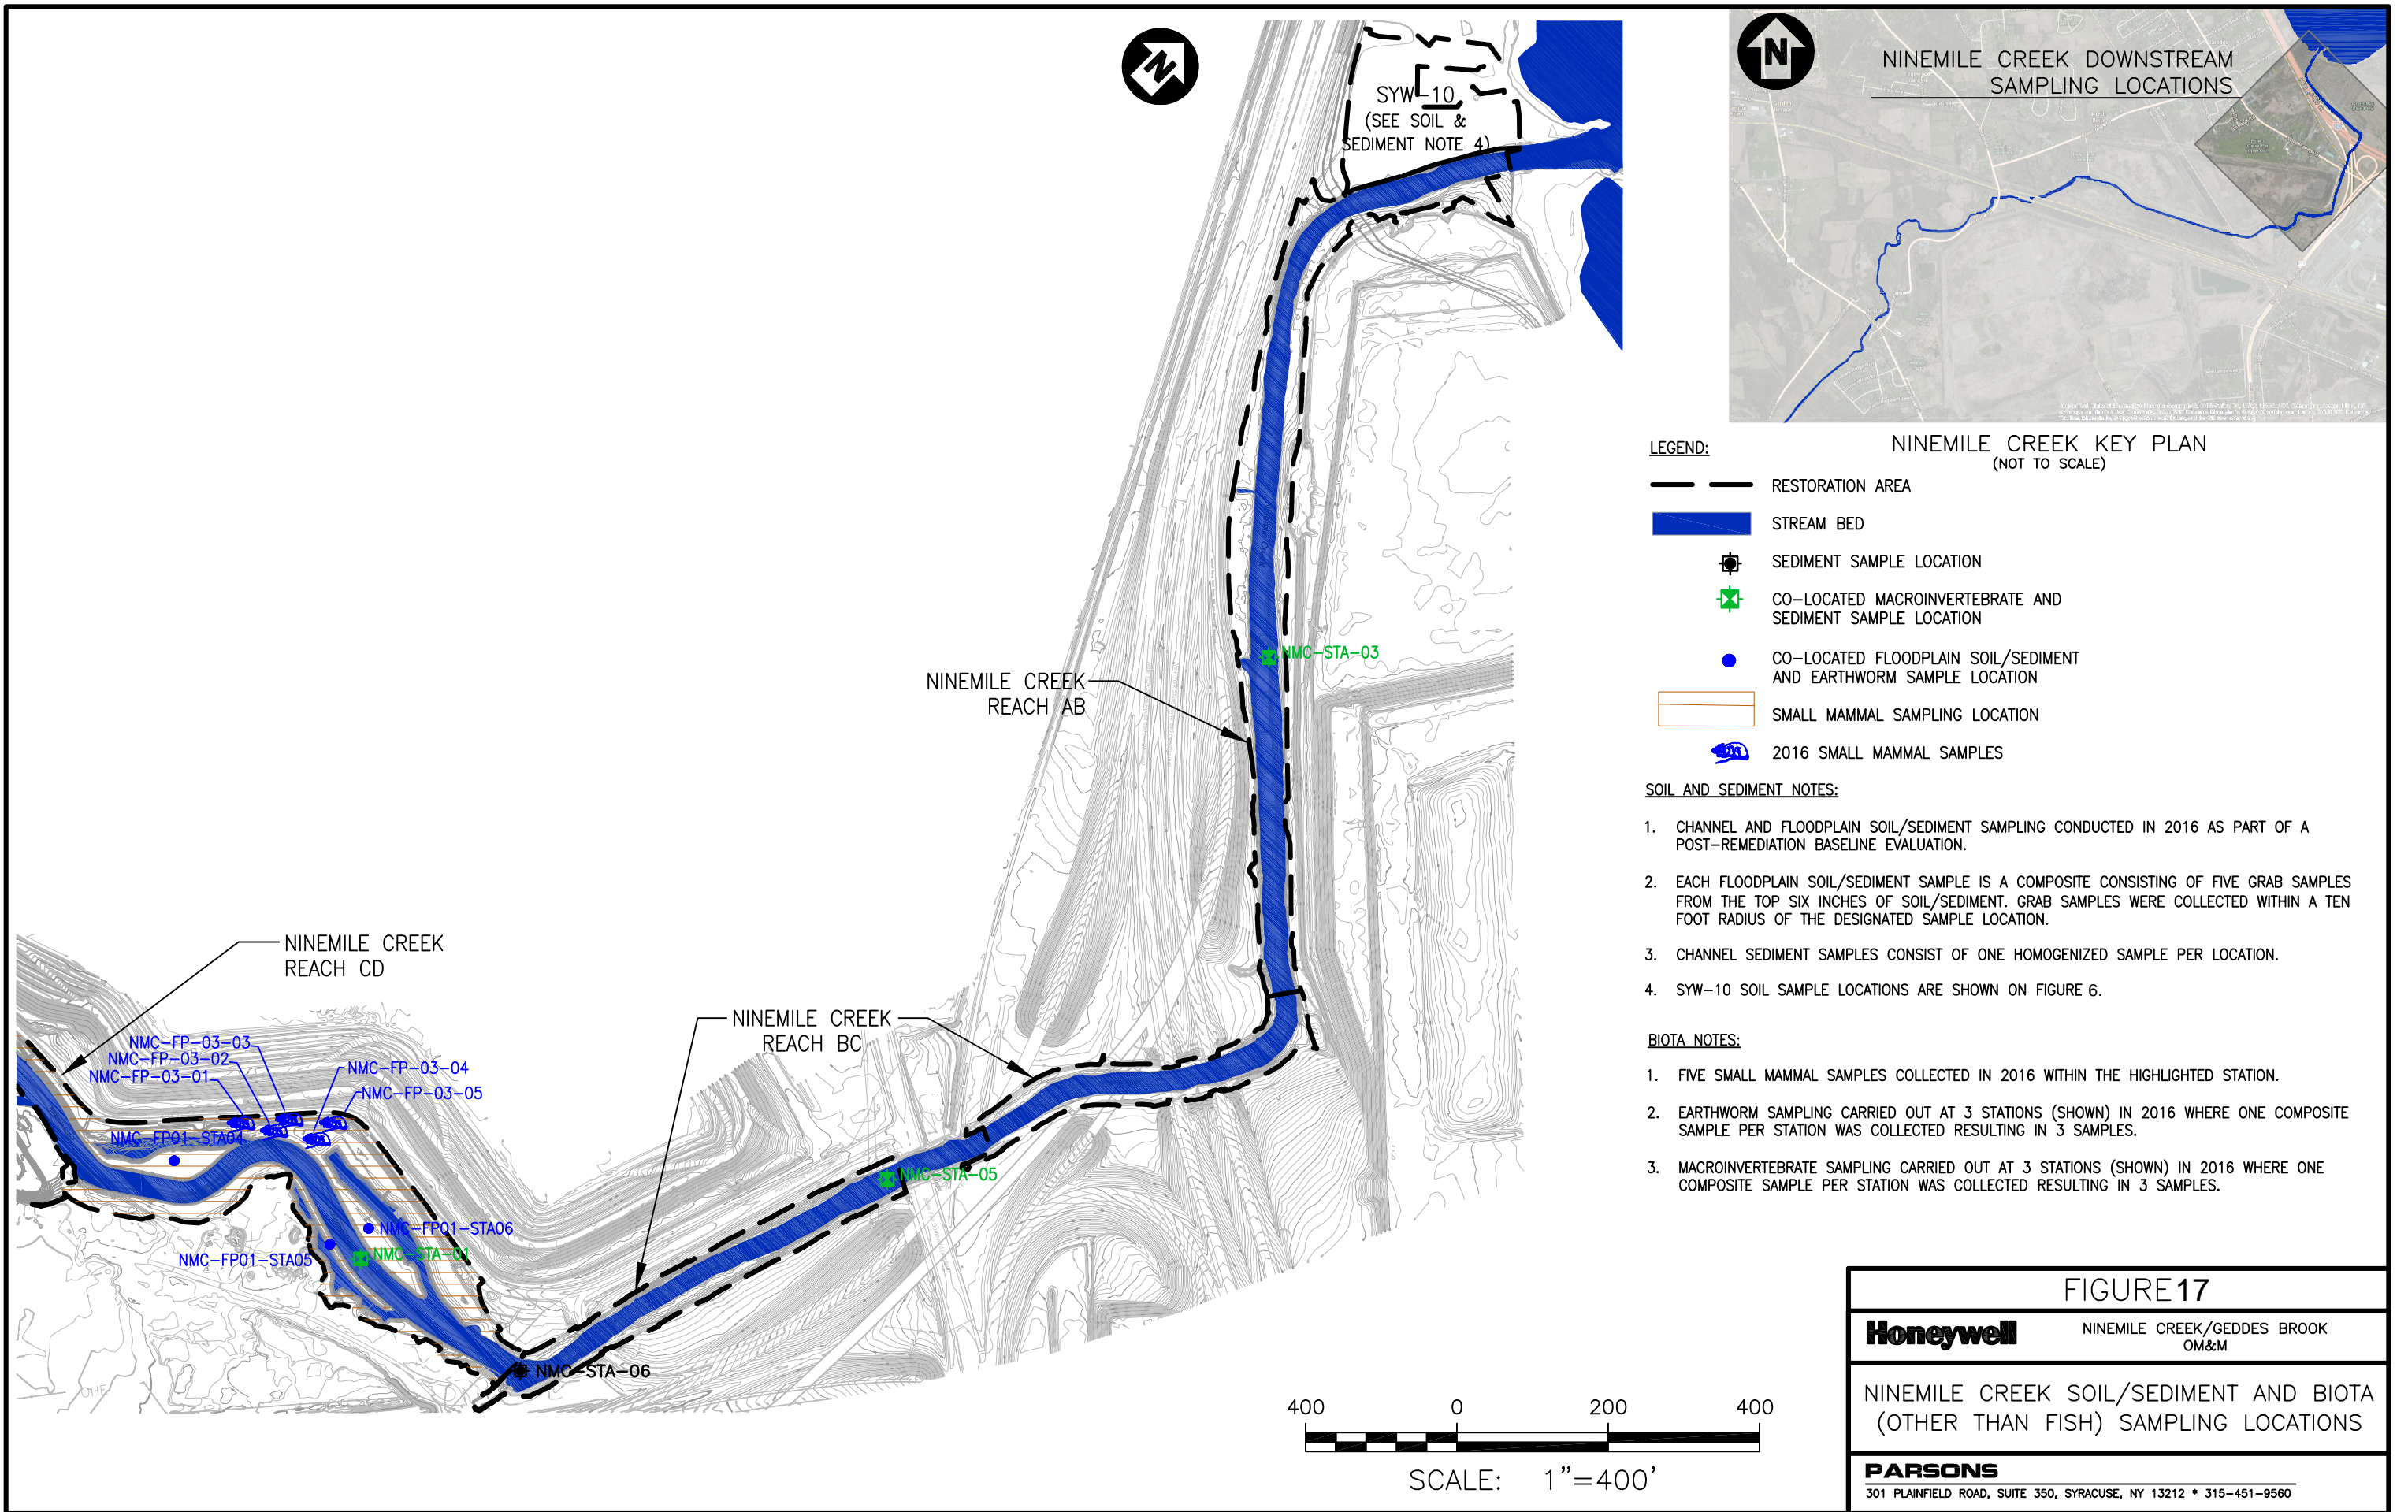 N
N
NINEMILE CREEK DOWNSTREAM
SAMPLING LOCATIONS
SYW-10
(SEE SOIL &
SEDIMENT NOTE 4)
NINEMILE CREEK KEY PLAN
(NOT TO SCALE)
LEGEND:
RESTORATION AREA
STREAM BED
SEDIMENT SAMPLE LOCATION
CO-LOCATED MACROINVERTEBRATE AND
SEDIMENT SAMPLE LOCATION
CO-LOCATED FLOODPLAIN SOIL/SEDIMENT
AND EARTHWORM SAMPLE LOCATION
SMALL MAMMAL SAMPLING LOCATION
2016 SMALL MAMMAL SAMPLES
SOIL AND SEDIMENT NOTES:
1. CHANNEL AND FLOODPLAIN SOIL/SEDIMENT SAMPLING CONDUCTED IN 2016 AS PART OF A
POST-REMEDIATION BASELINE EVALUATION.
2. EACH FLOODPLAIN SOIL/SEDIMENT SAMPLE IS A COMPOSITE CONSISTING OF FIVE GRAB SAMPLES
FROM THE TOP SIX INCHES OF SOIL/SEDIMENT. GRAB SAMPLES WERE COLLECTED WITHIN A TEN
FOOT RADIUS OF THE DESIGNATED SAMPLE LOCATION.
3. CHANNEL SEDIMENT SAMPLES CONSIST OF ONE HOMOGENIZED SAMPLE PER LOCATION.
4. SYW-10 SOIL SAMPLE LOCATIONS ARE SHOWN ON FIGURE 6.
BIOTA NOTES:
1. FIVE SMALL MAMMAL SAMPLES COLLECTED IN 2016 WITHIN THE HIGHLIGHTED STATION.
2. EARTHWORM SAMPLING CARRIED OUT AT 3 STATIONS (SHOWN) IN 2016 WHERE ONE COMPOSITE
SAMPLE PER STATION WAS COLLECTED RESULTING IN 3 SAMPLES.
3. MACROINVERTEBRATE SAMPLING CARRIED OUT AT 3 STATIONS (SHOWN) IN 2016 WHERE ONE
COMPOSITE SAMPLE PER STATION WAS COLLECTED RESULTING IN 3 SAMPLES.
NMC-STA-03
NINEMILE CREEK
REACH AB
NINEMILE CREEK
REACH CD
NINEMILE CREEK
REACH BC
NMC-FP-03-03
NMC-FP-03-02
NMC-FP-03-01
NMC-FP-03-04
NMC-FP-03-05
NMC-FP01-STA04
NMC-STA-05
NMC-FP01-STA06
NMC-STA-01
NMC-FP01-STA05
NMC-STA-06
OHE
400 0 200 400
SCALE: 1"=400'
FIGURE 17
Honeywell
NINEMILE CREEK/GEDDES BROOK
OM&M
NINEMILE CREEK SOIL/SEDIMENT AND BIOTA
(OTHER THAN FISH) SAMPLING LOCATIONS
PARSONS
301 PLAINFIELD ROAD, SUITE 350, SYRACUSE, NY 13212 * 315-451-9560